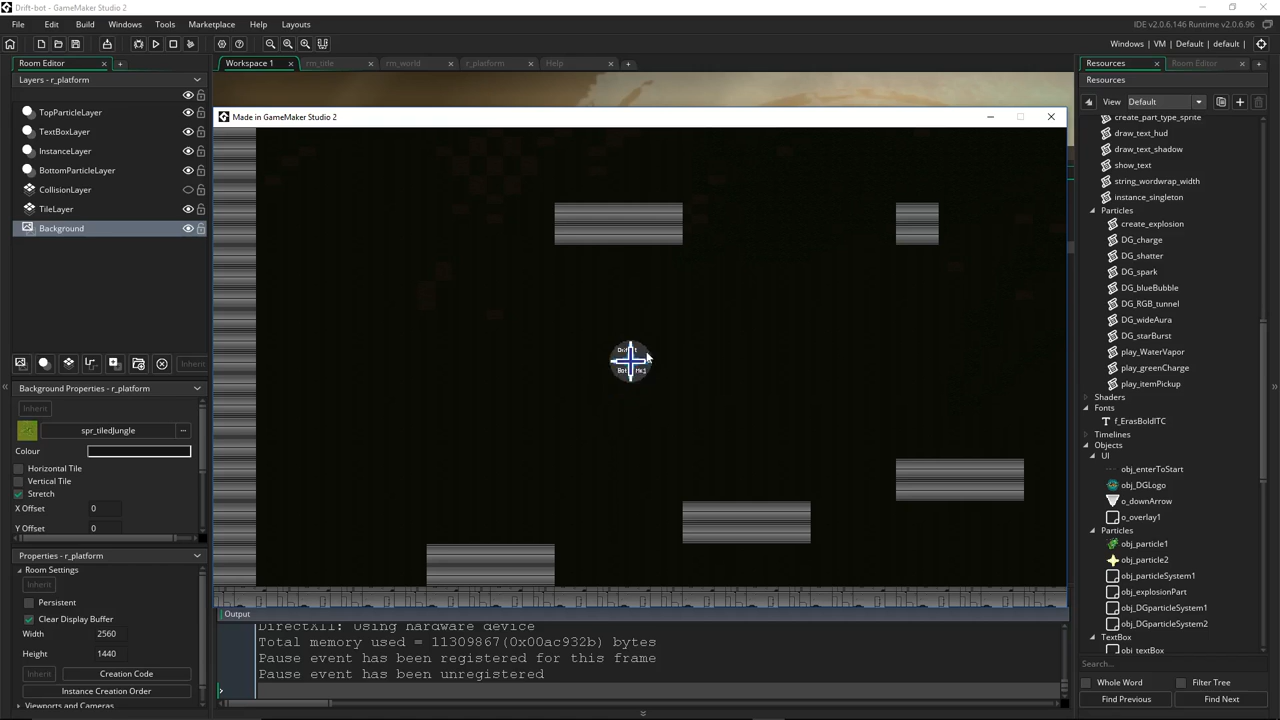 Drift-bot - GameMaker Studio 2
File Edit Build Windows Tools Marketplace Help Layouts
IDE v2.0.6.146 Runtime v2.0.6.96
Windows | VM | Default | default |
Room Editor
Workspace 1
rm_title
rm_world
r_platform
Help
Resources
Room Editor
Layers - r_platform
TopParticleLayer
TextBoxLayer
InstanceLayer
BottomParticleLayer
CollisionLayer
TileLayer
Background
Inherit
Background Properties - r_platform
Inherit
spr_tiledJungle
Colour
Horizontal Tile
Vertical Tile
Stretch
X Offset 0
Y Offset 0
Properties - r_platform
Room Settings
Inherit
Persistent
Clear Display Buffer
Width 2560
Height 1440
Inherit
Creation Code
Instance Creation Order
Viewports and Cameras
Made in GameMaker Studio 2
Output
DirectX11: Using hardware device
Total memory used = 11309867(0x00ac932b) bytes
Pause event has been registered for this frame
Pause event has been unregistered
Resources
View Default
create_part_type_sprite
draw_text_hud
draw_text_shadow
show_text
string_wordwrap_width
instance_singleton
Particles
create_explosion
DG_charge
DG_shatter
DG_spark
DG_blueBubble
DG_RGB_tunnel
DG_wideAura
DG_starBurst
play_WaterVapor
play_greenCharge
play_itemPickup
Shaders
Fonts
f_ErasBoldITC
Timelines
Objects
UI
obj_enterToStart
obj_DGLogo
o_downArrow
o_overlay1
Particles
obj_particle1
obj_particle2
obj_particleSystem1
obj_explosionPart
obj_DGparticleSystem1
obj_DGparticleSystem2
TextBox
obj_textBox
Search...
Whole Word
Filter Tree
Find Previous
Find Next